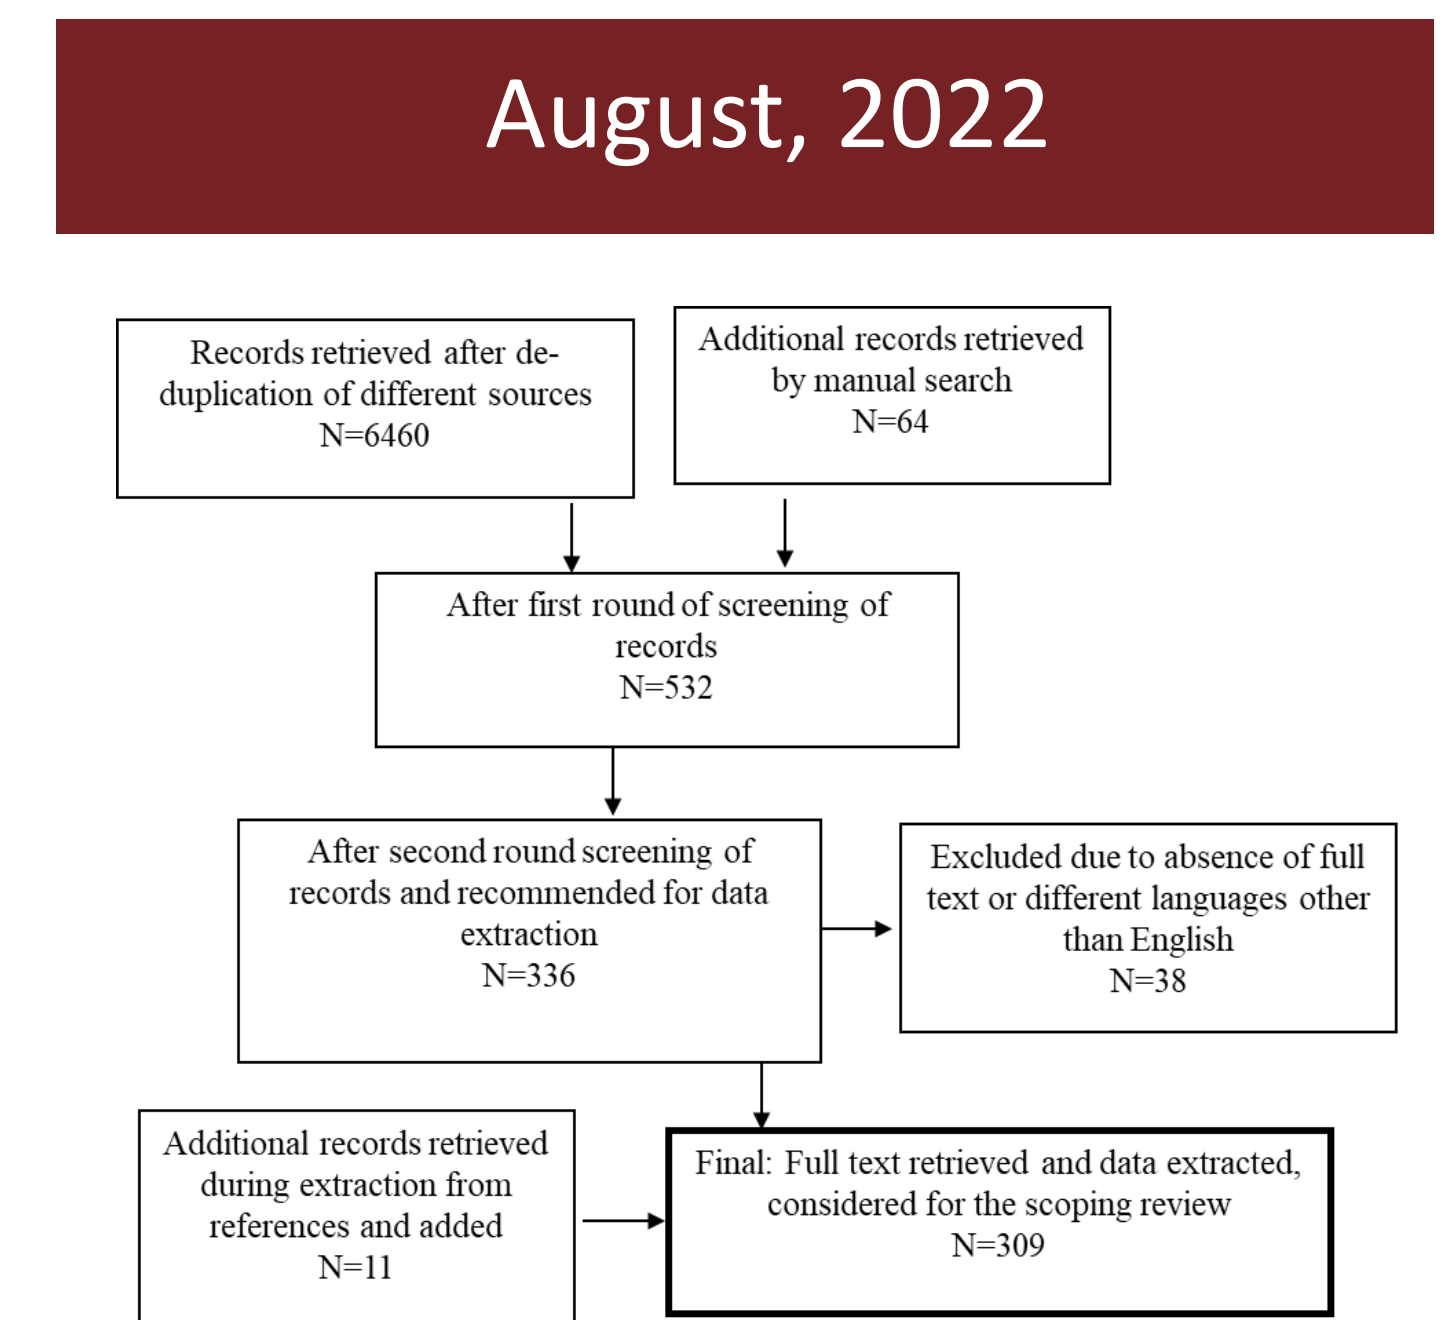 August, 2022
Records retrieved after de-
duplication of different sources
N=6460
Additional records retrieved
by manual search
N=64
After first round of screening of
records
N=532
After second round screening of
records and recommended for data
extraction
N=336
Excluded due to absence of full
text or different languages other
than English
N=38
Additional records retrieved
during extraction from
references and added
N=11
Final: Full text retrieved and data extracted,
considered for the scoping review
N=309